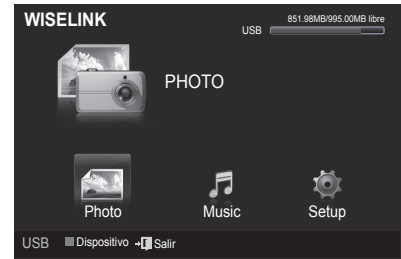 WISELINK
851.98MB/995.00MB libre
USB
PHOTO
Photo Music Setup
USB Dispositivo Salir